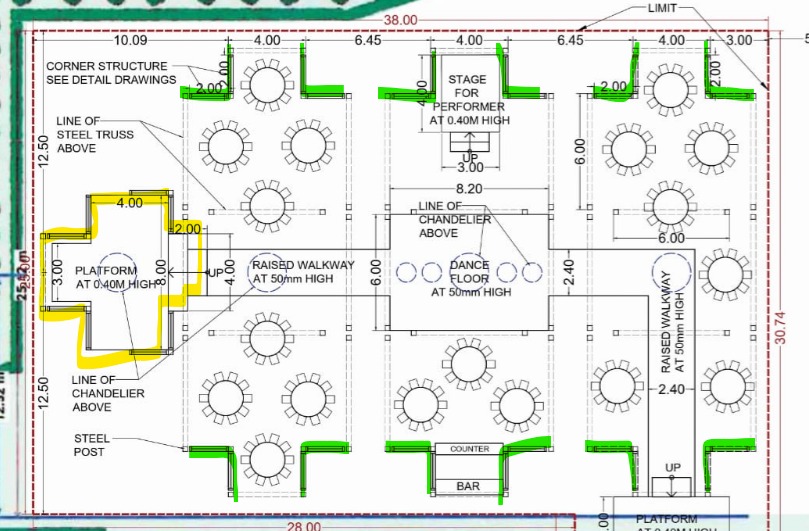 LIMIT
38.00
10.09
4.00
6.45
4.00
6.45
4.00
3.00
5
CORNER STRUCTURE
SEE DETAIL DRAWINGS
2.00
2.00
4.00
4.00
STAGE
FOR
PERFORMER
AT 0.40M HIGH
2.00
2.00
LINE OF
STEEL TRUSS
ABOVE
12.50
UP
3.00
6.00
8.20
4.00
LINE OF
CHANDELIER
ABOVE
2.00
6.00
3.00
PLATFORM
AT 0.40M HIGH
8.00
UP
4.00
RAISED WALKWAY
AT 50mm HIGH
6.00
DANCE
FLOOR
AT 50mm HIGH
2.40
RAISED WALKWAY
AT 50mm HIGH
30.74
12.50
LINE OF
CHANDELIER
ABOVE
2.40
STEEL
POST
COUNTER
BAR
UP
28.00
PLATFORM